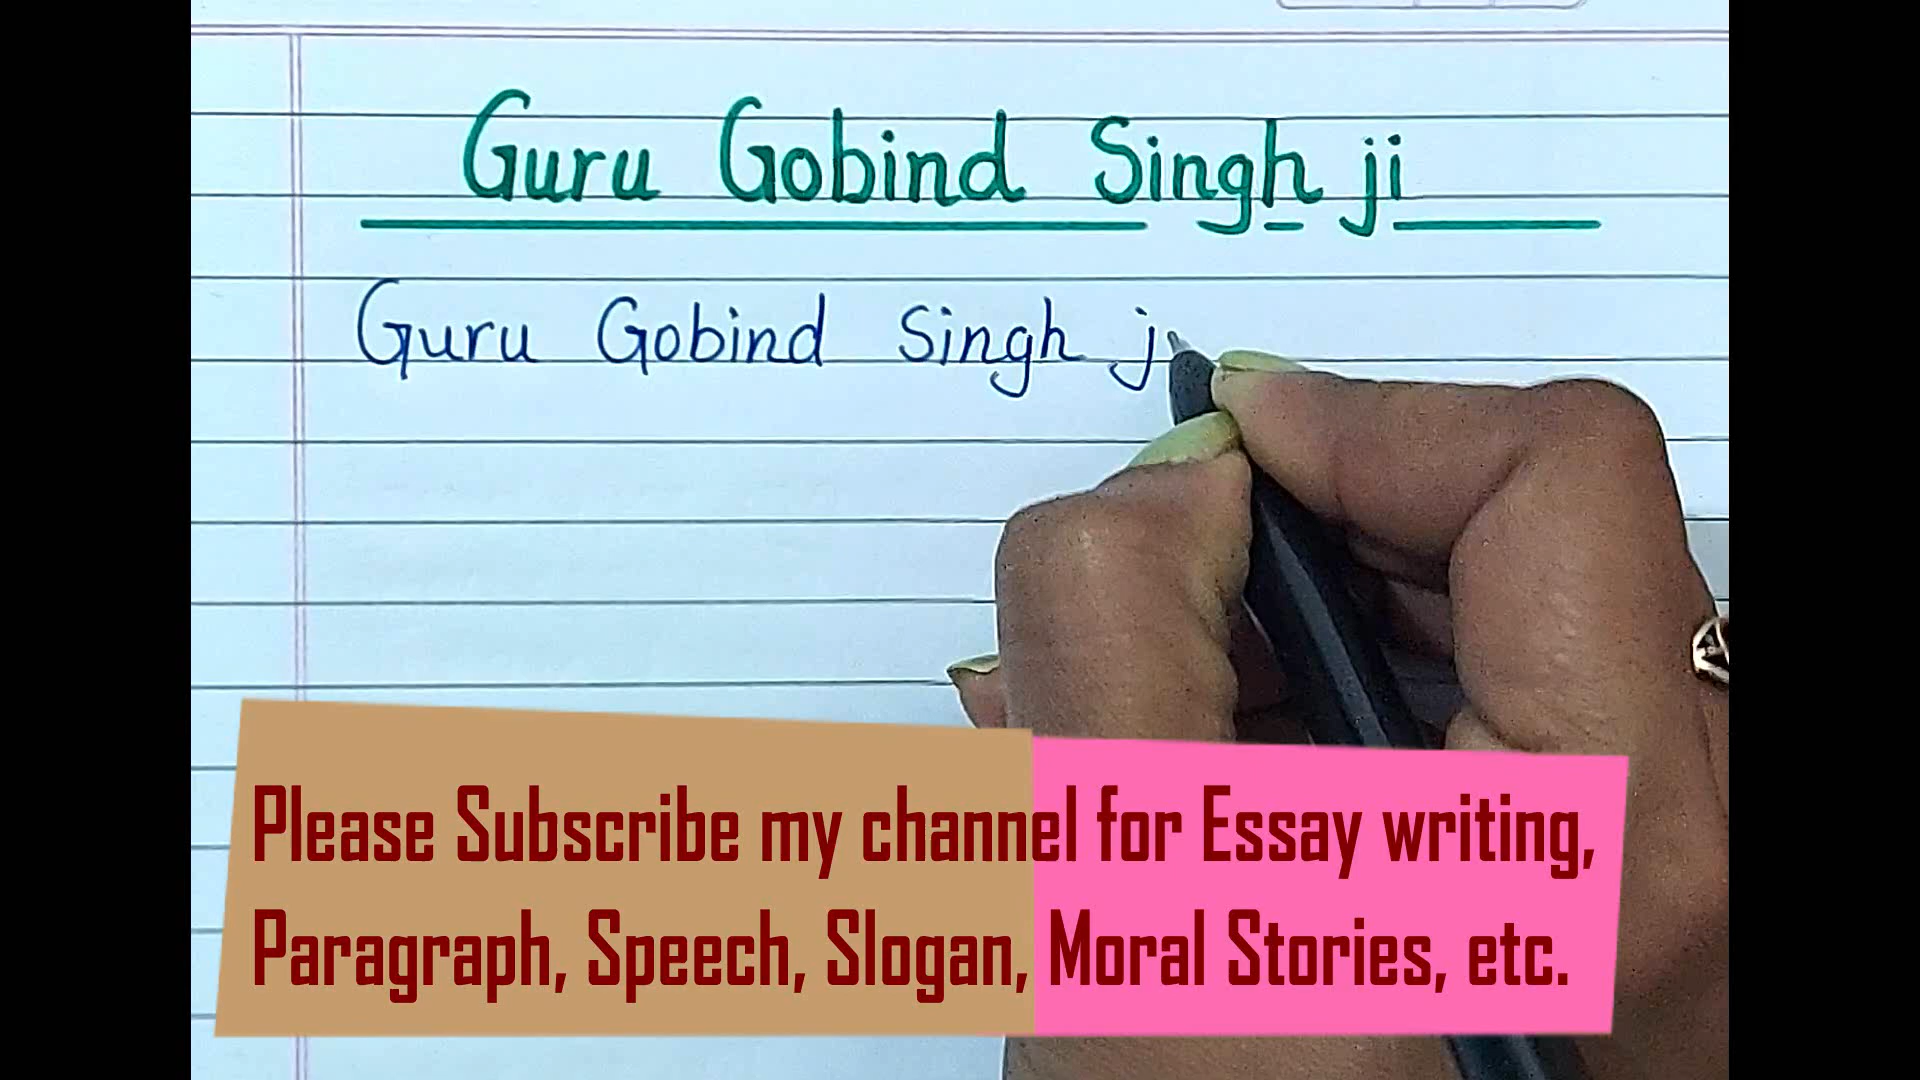 Guru Gobind Singh ji
Guru Gobind Singh j
Please Subscribe my channel for Essay writing,
Paragraph, Speech, Slogan, Moral Stories, etc.